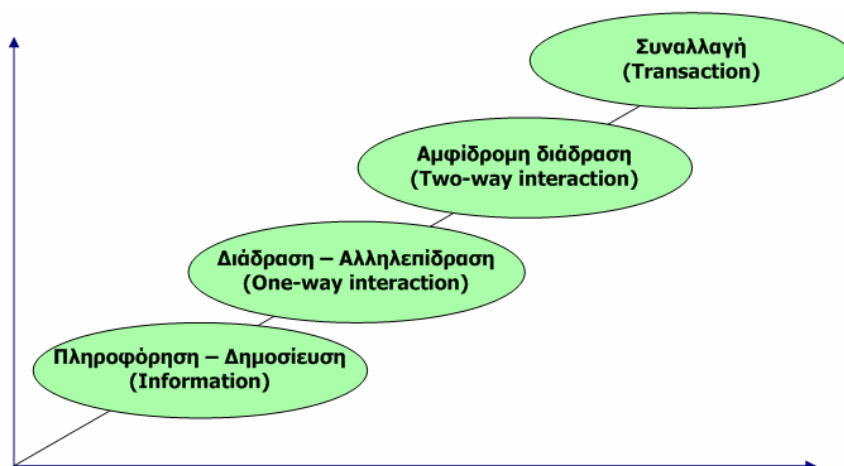 Συναλλαγή
(Transaction)
Αμφίδρομη διάδραση
(Two-way interaction)
Διάδραση – Αλληλεπίδραση
(One-way interaction)
Πληροφόρηση – Δημοσίευση
(Information)